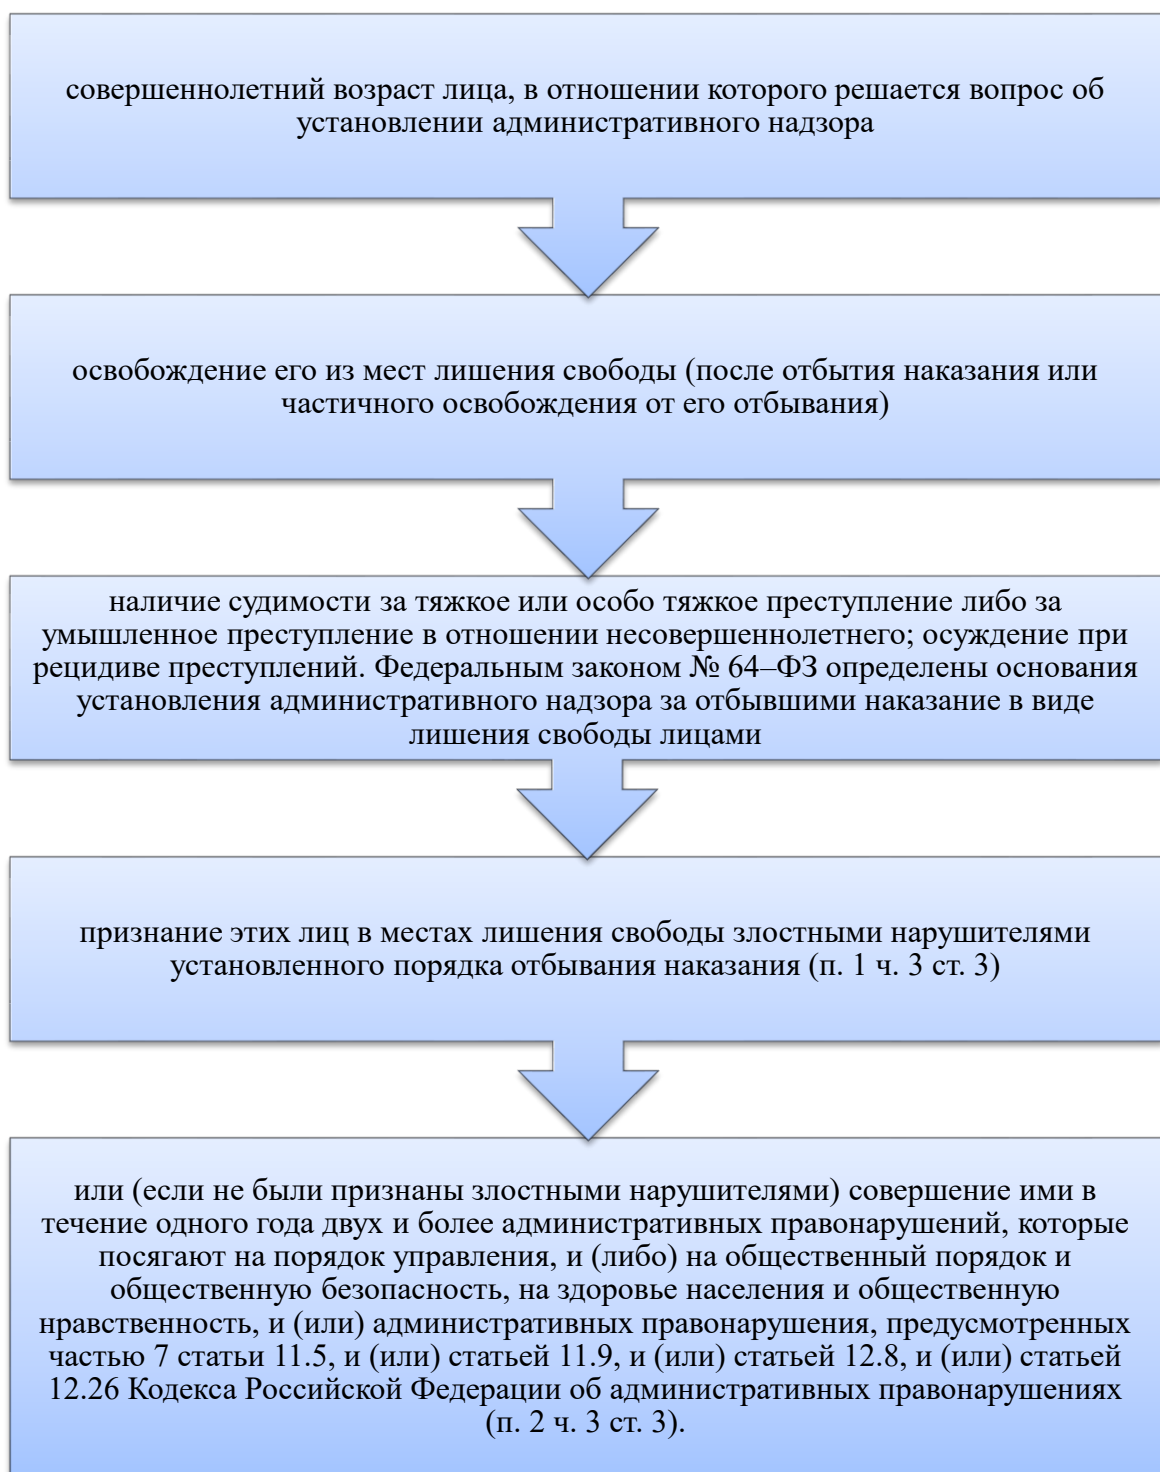 совершеннолетний возраст лица, в отношении которого решается вопрос об
установлении административного надзора
освобождение его из мест лишения свободы (после отбытия наказания или
частичного освобождения от его отбывания)
наличие судимости за тяжкое или особо тяжкое преступление либо за
умышленное преступление в отношении несовершеннолетнего; осуждение при
рецидиве преступлений. Федеральным законом № 64–ФЗ определены основания
установления административного надзора за отбывшими наказание в виде
лишения свободы лицами
признание этих лиц в местах лишения свободы злостными нарушителями
установленного порядка отбывания наказания (п. 1 ч. 3 ст. 3)
или (если не были признаны злостными нарушителями) совершение ими в
течение одного года двух и более административных правонарушений, которые
посягают на порядок управления, и (либо) на общественный порядок и
общественную безопасность, на здоровье населения и общественную
нравственность, и (или) административных правонарушения, предусмотренных
частью 7 статьи 11.5, и (или) статьей 11.9, и (или) статьей 12.8, и (или) статьей
12.26 Кодекса Российской Федерации об административных правонарушениях
(п. 2 ч. 3 ст. 3).